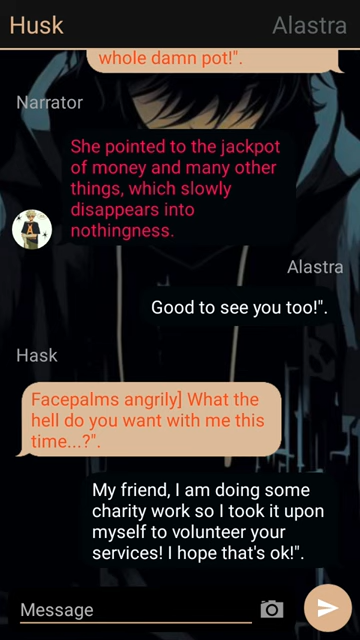 Husk
Alastra
whole damn pot!".
Narrator
She pointed to the jackpot
of money and many other
things, which slowly
disappears into
nothingness.
Alastra
Good to see you too!".
Hask
Facepalms angrily] What the
hell do you want with me this
time...?".
My friend, I am doing some
charity work so I took it upon
myself to volunteer your
services! I hope that's ok!".
Message